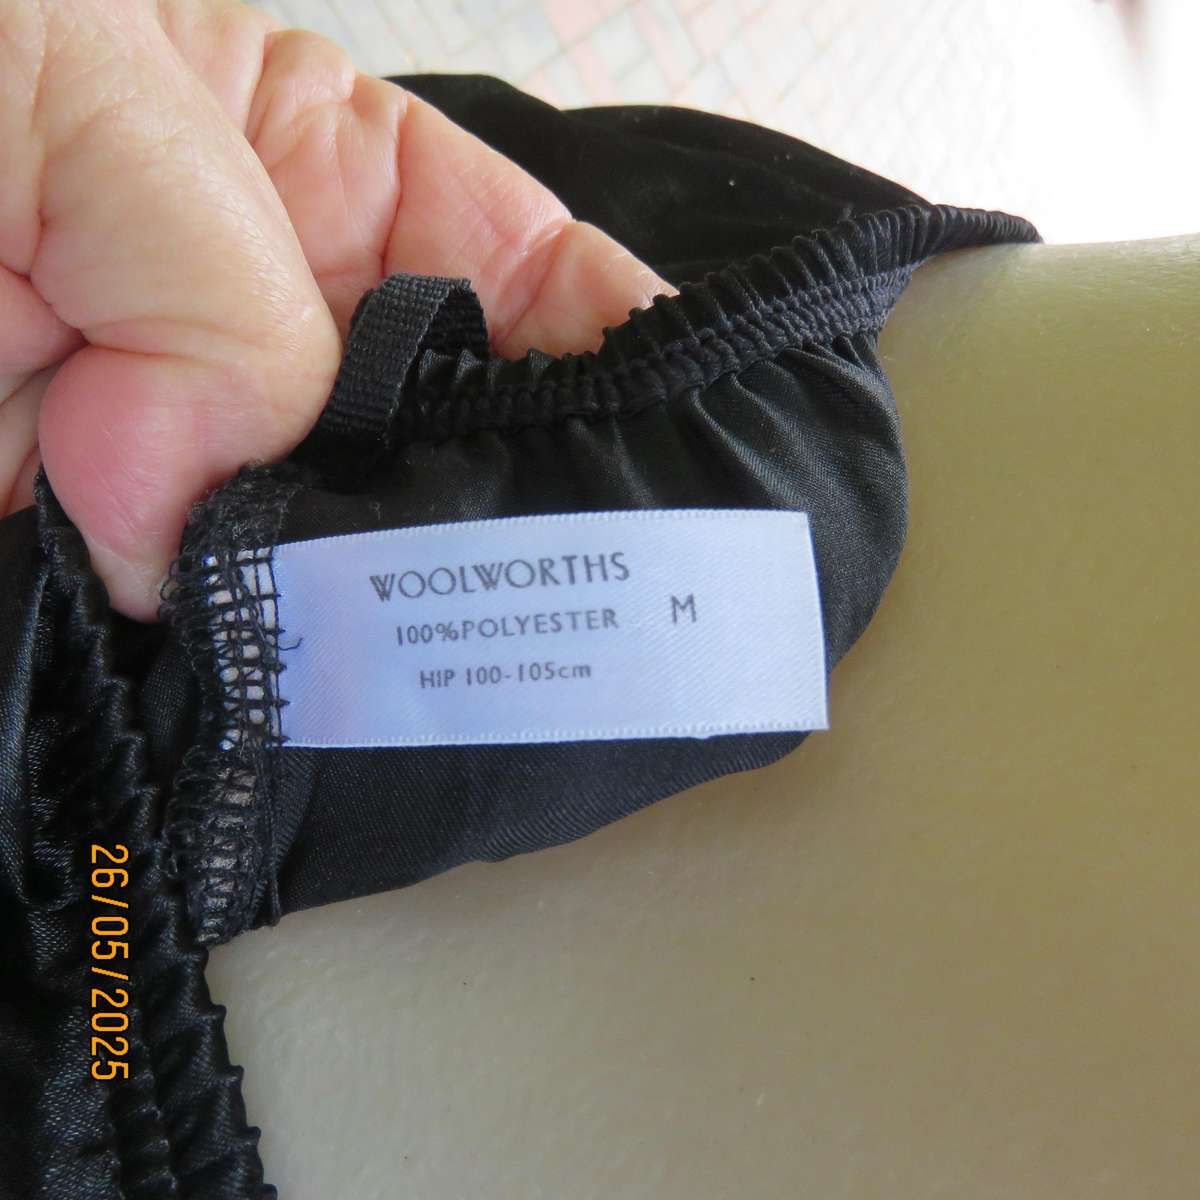 WOOLWORTHS
100%POLYESTER M
HIP 100-105cm
26/05/2025